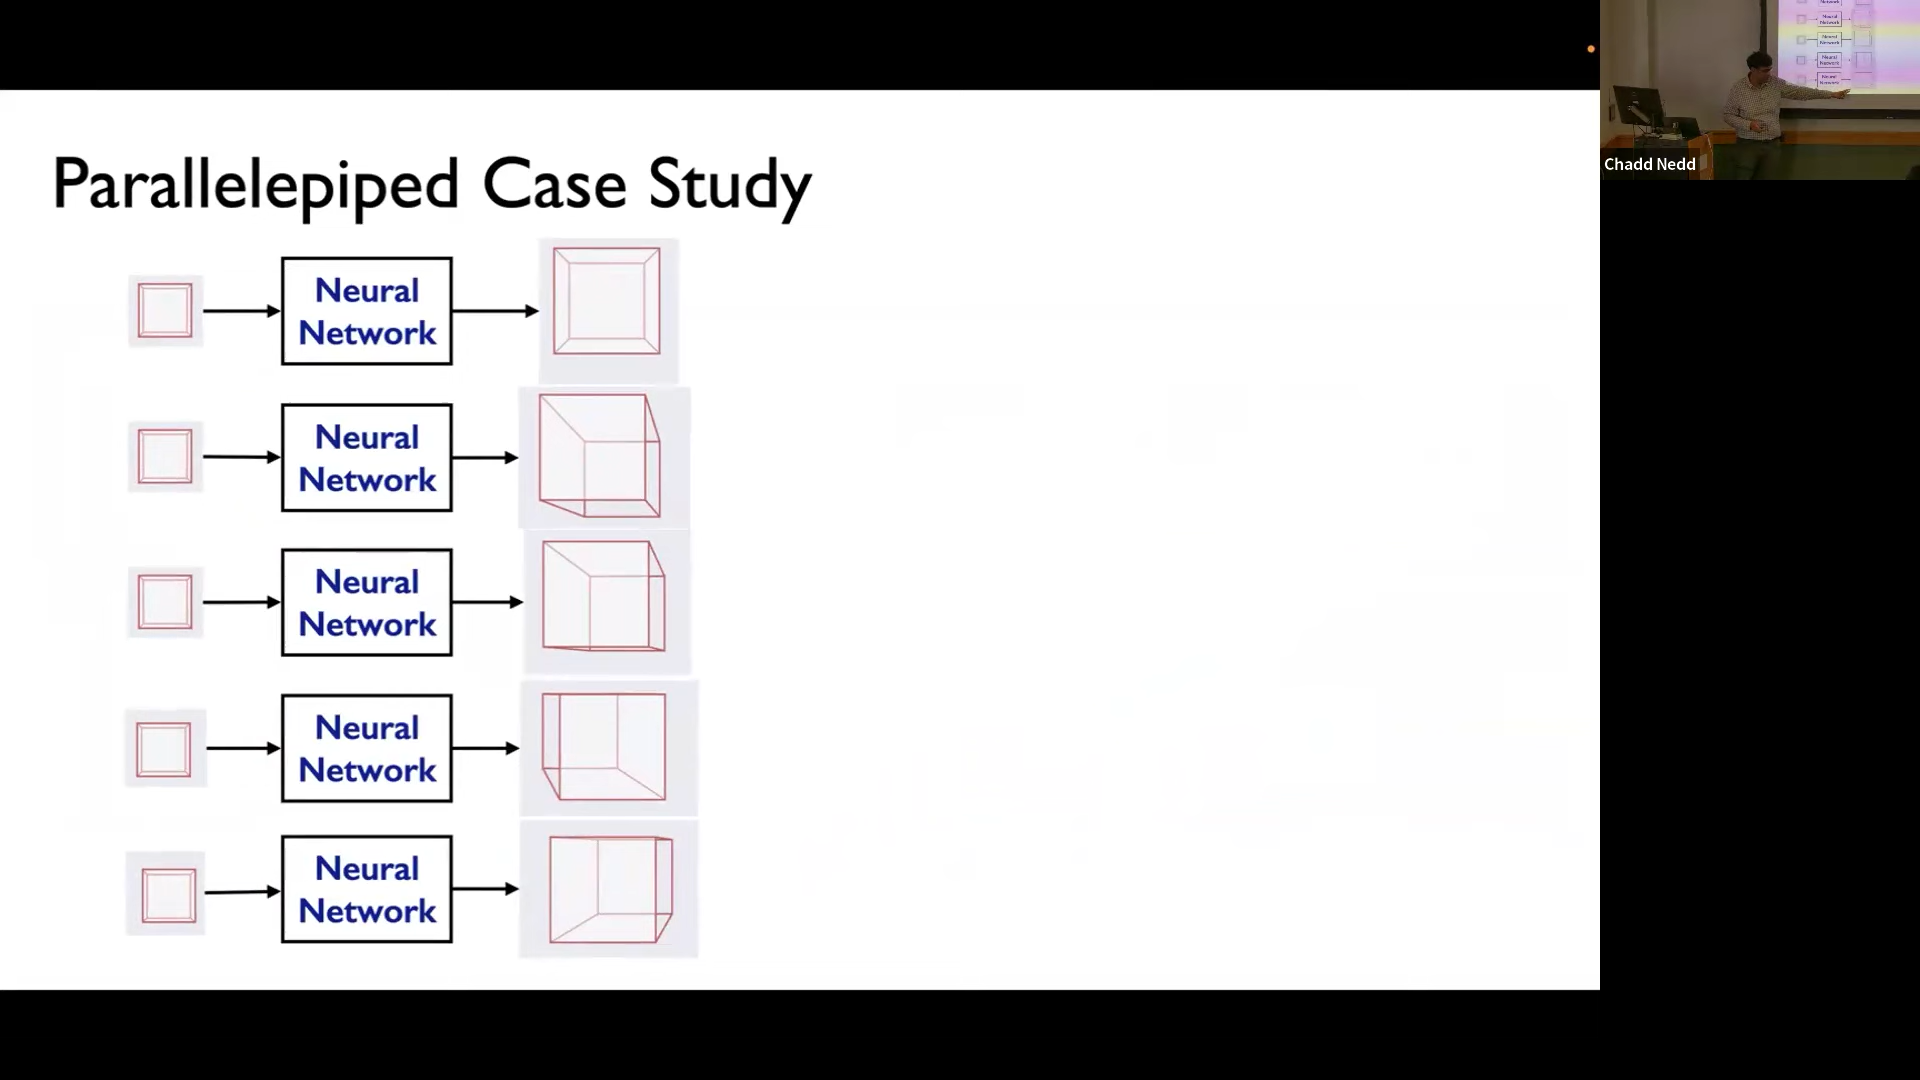 Parallelepiped Case Study
Neural
Network
Neural
Network
Neural
Network
Neural
Network
Neural
Network
Chadd Nedd